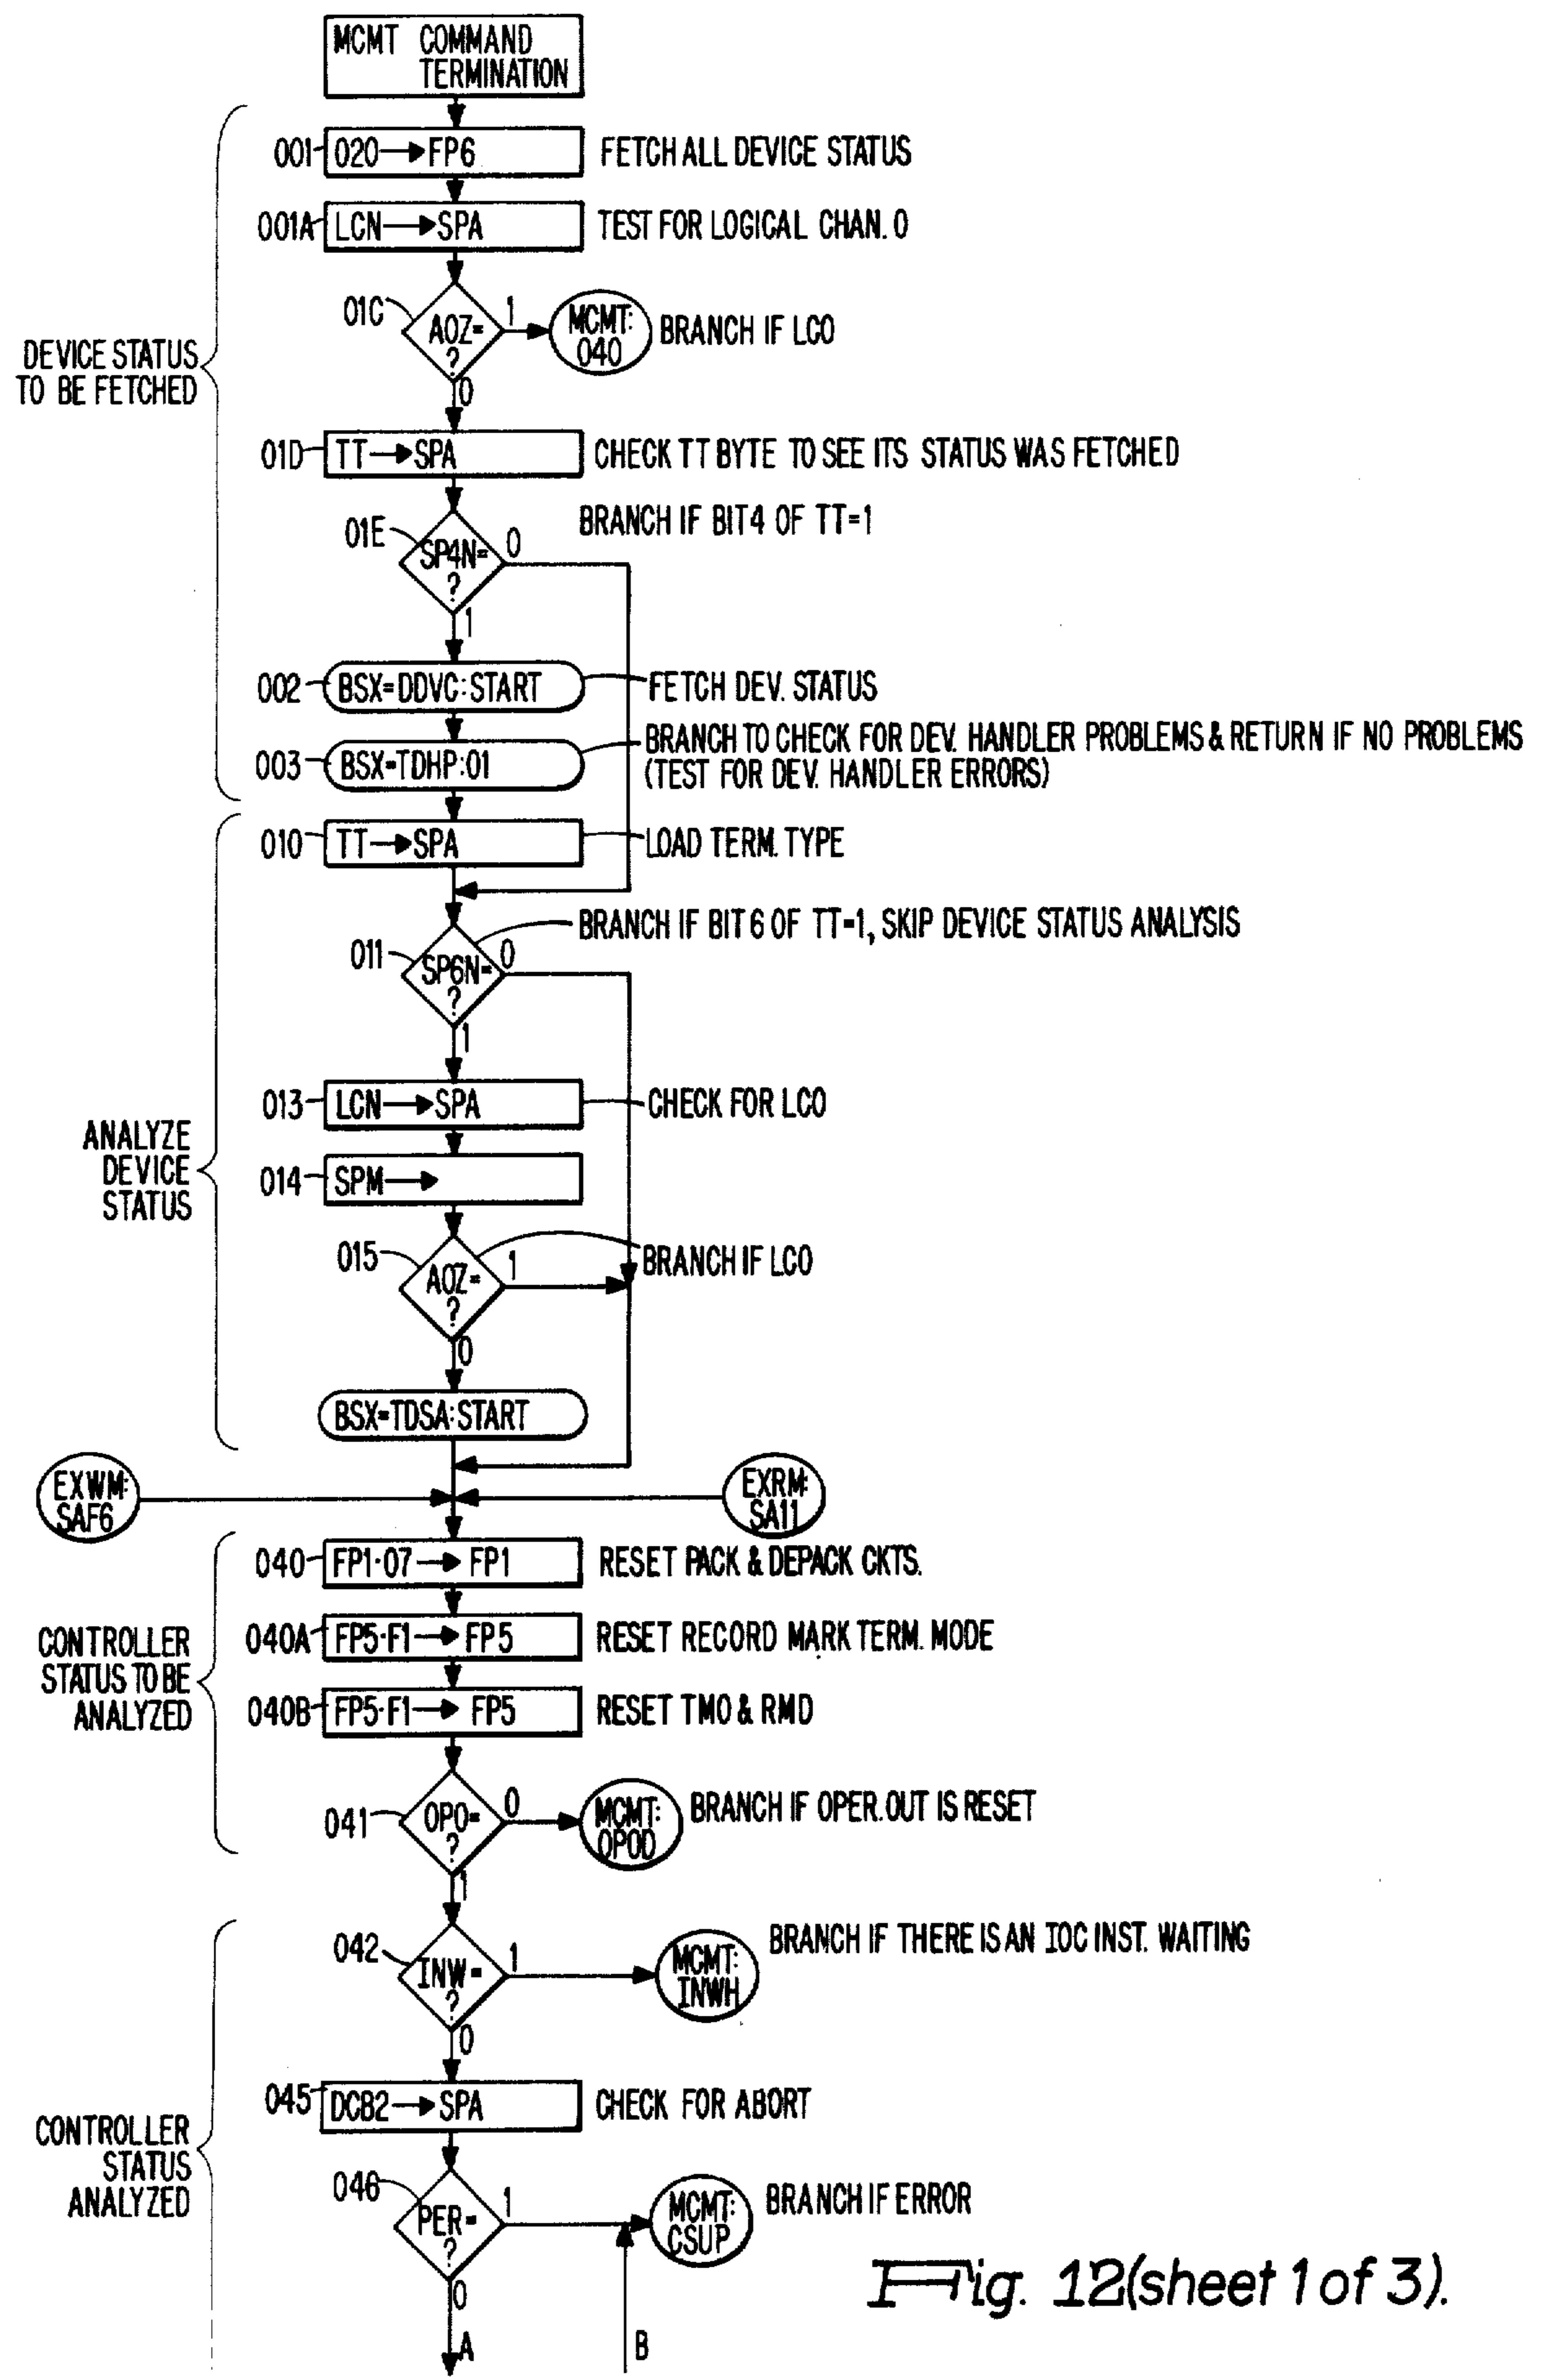 MCMT COMMAND
TERMINATION
001 020→FP6 FETCH ALL DEVICE STATUS
001A LCN→SPA TEST FOR LOGICAL CHAN. 0
01C AOZ= ? 1 MCMT: 040 BRANCH IF LCO
0
DEVICE STATUS
TO BE FETCHED
01D TT→SPA CHECK TT BYTE TO SEE ITS STATUS WAS FETCHED
BRANCH IF BIT 4 OF TT=1
01E SP4N= ? 0
1
002 BSX=DDVC:START FETCH DEV. STATUS
003 BSX=TDHP:01 BRANCH TO CHECK FOR DEV. HANDLER PROBLEMS & RETURN IF NO PROBLEMS
(TEST FOR DEV. HANDLER ERRORS)
010 TT→SPA LOAD TERM. TYPE
BRANCH IF BIT 6 OF TT=1, SKIP DEVICE STATUS ANALYSIS
011 SP6N= ? 0
1
013 LCN→SPA CHECK FOR LCO
ANALYZE
DEVICE
STATUS
014 SPM→
015 AOZ= ? 1 BRANCH IF LCO
0
BSX=TDSA:START
EXWM:
SAF6
EXRM:
SA11
040 FP1·07→FP1 RESET PACK & DEPACK CKTS.
040A FP5·F1→FP5 RESET RECORD MARK TERM. MODE
CONTROLLER
STATUS TO BE
ANALYZED
040B FP5·F1→FP5 RESET TMO & RMD
041 OPO= ? 0 MCMT: OPOD BRANCH IF OPER. OUT IS RESET
1
042 INW= ? 1 MCMT: INWH BRANCH IF THERE IS AN IOC INST. WAITING
0
045 DCB2→SPA CHECK FOR ABORT
CONTROLLER
STATUS
ANALYZED
046 PER= ? 1 MCMT: CSUP BRANCH IF ERROR
0
A B
Fig. 12(sheet 1 of 3).